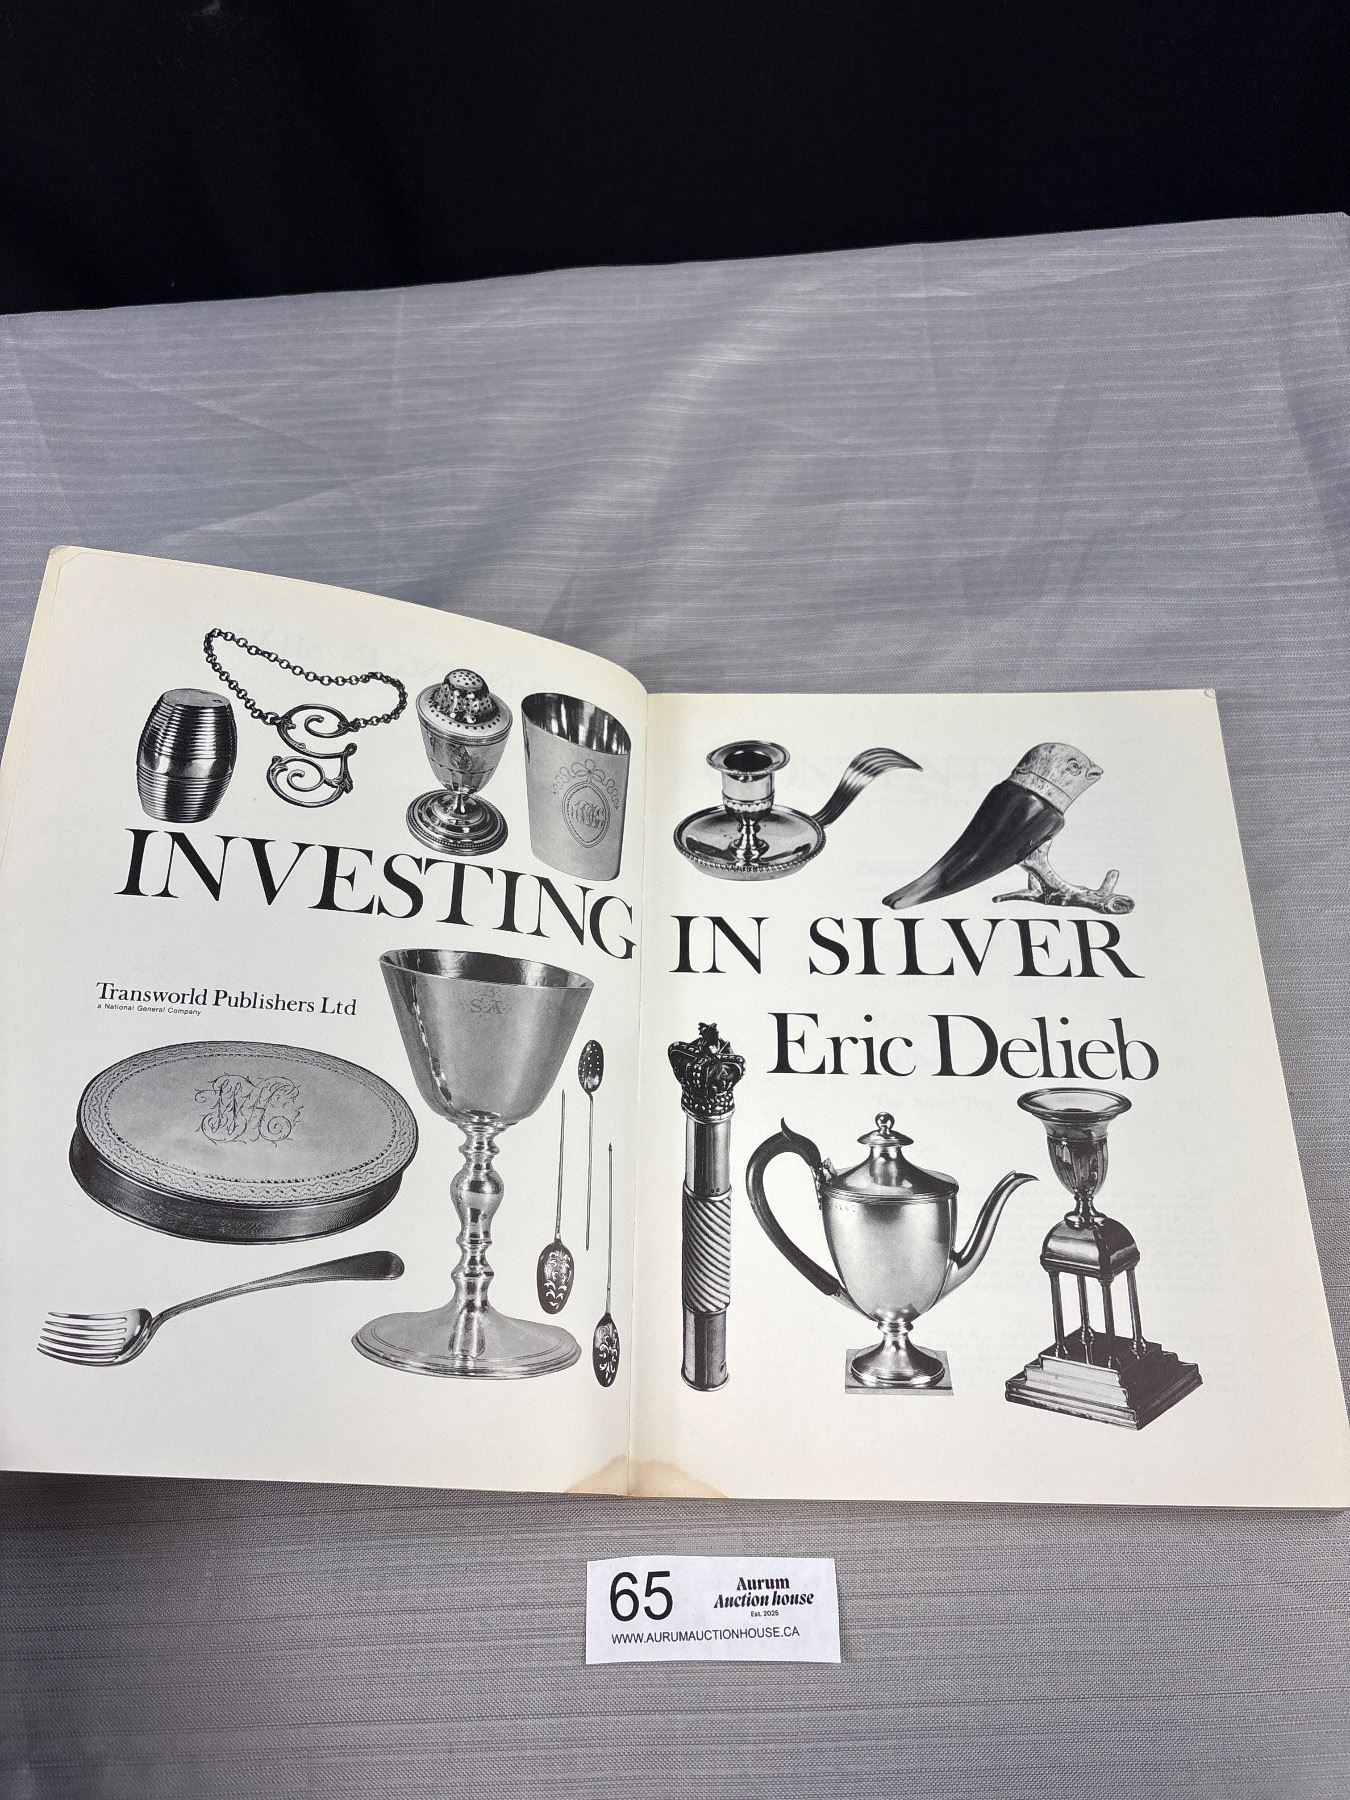 INVESTING IN SILVER
Transworld Publishers Ltd
a National General Company
Eric Delieb
S·A
65
Aurum
Auction house
Est. 2025
WWW.AURUMAUCTIONHOUSE.CA